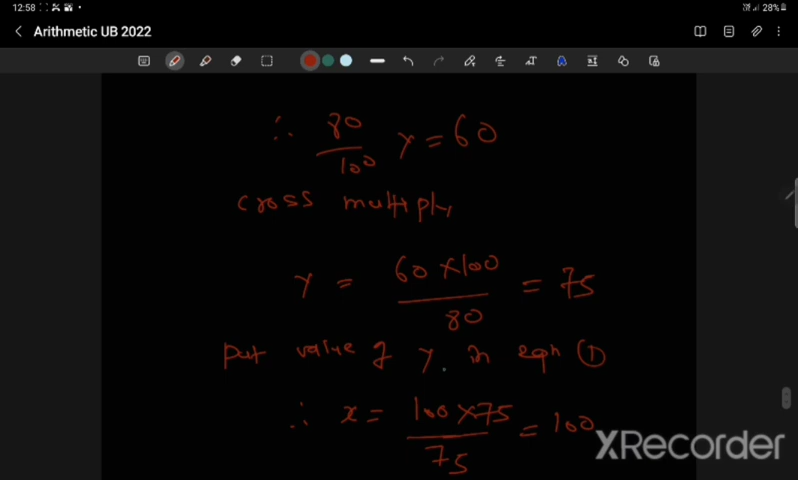 12:58 28%
Arithmetic UB 2022
∴ 80/100 Y = 60
cross multiply
Y = 60 × 100 / 80 = 75
put value of Y. in eqn ①
∴ x = 100 × 75 / 75 = 100
XRecorder